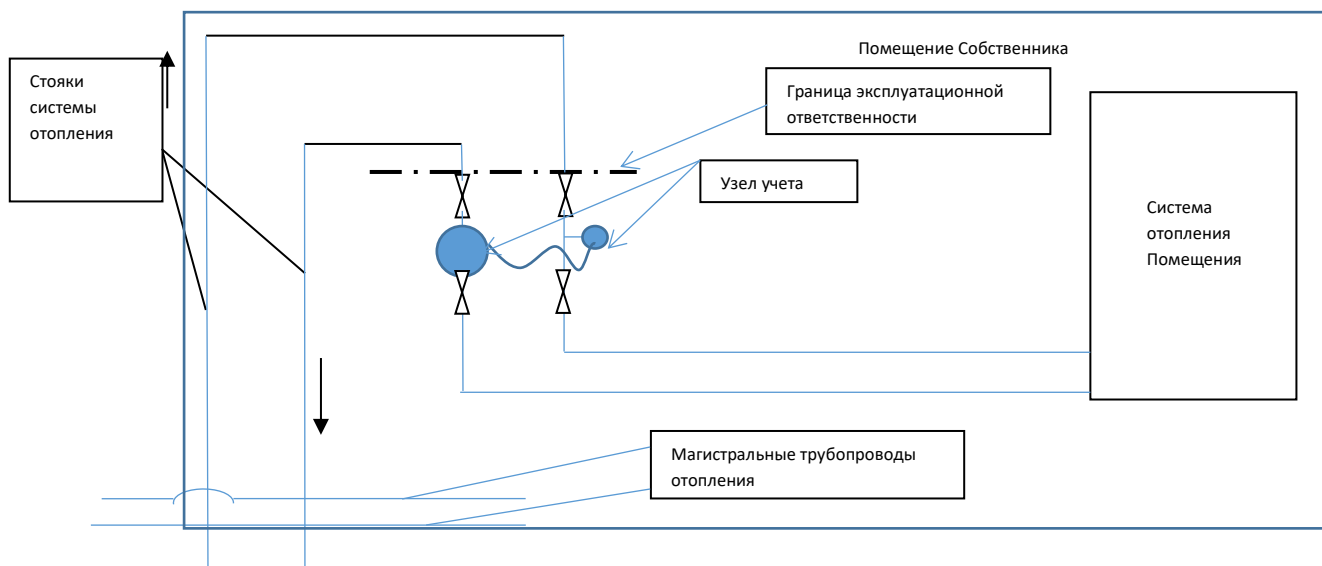 Помещение Собственника
Стояки
системы
отопления
Граница эксплуатационной
ответственности
Узел учета
Система
отопления
Помещения
Магистральные трубопроводы
отопления